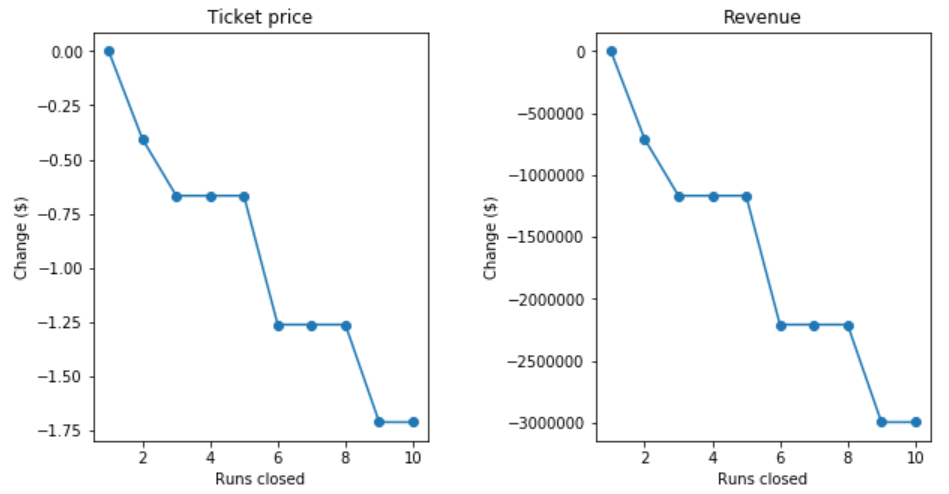 Ticket price
0.00
−0.25
−0.50
−0.75
−1.00
−1.25
−1.50
−1.75
Change ($)
2 4 6 8 10
Runs closed
Revenue
0
−500000
−1000000
−1500000
−2000000
−2500000
−3000000
Change ($)
2 4 6 8 10
Runs closed